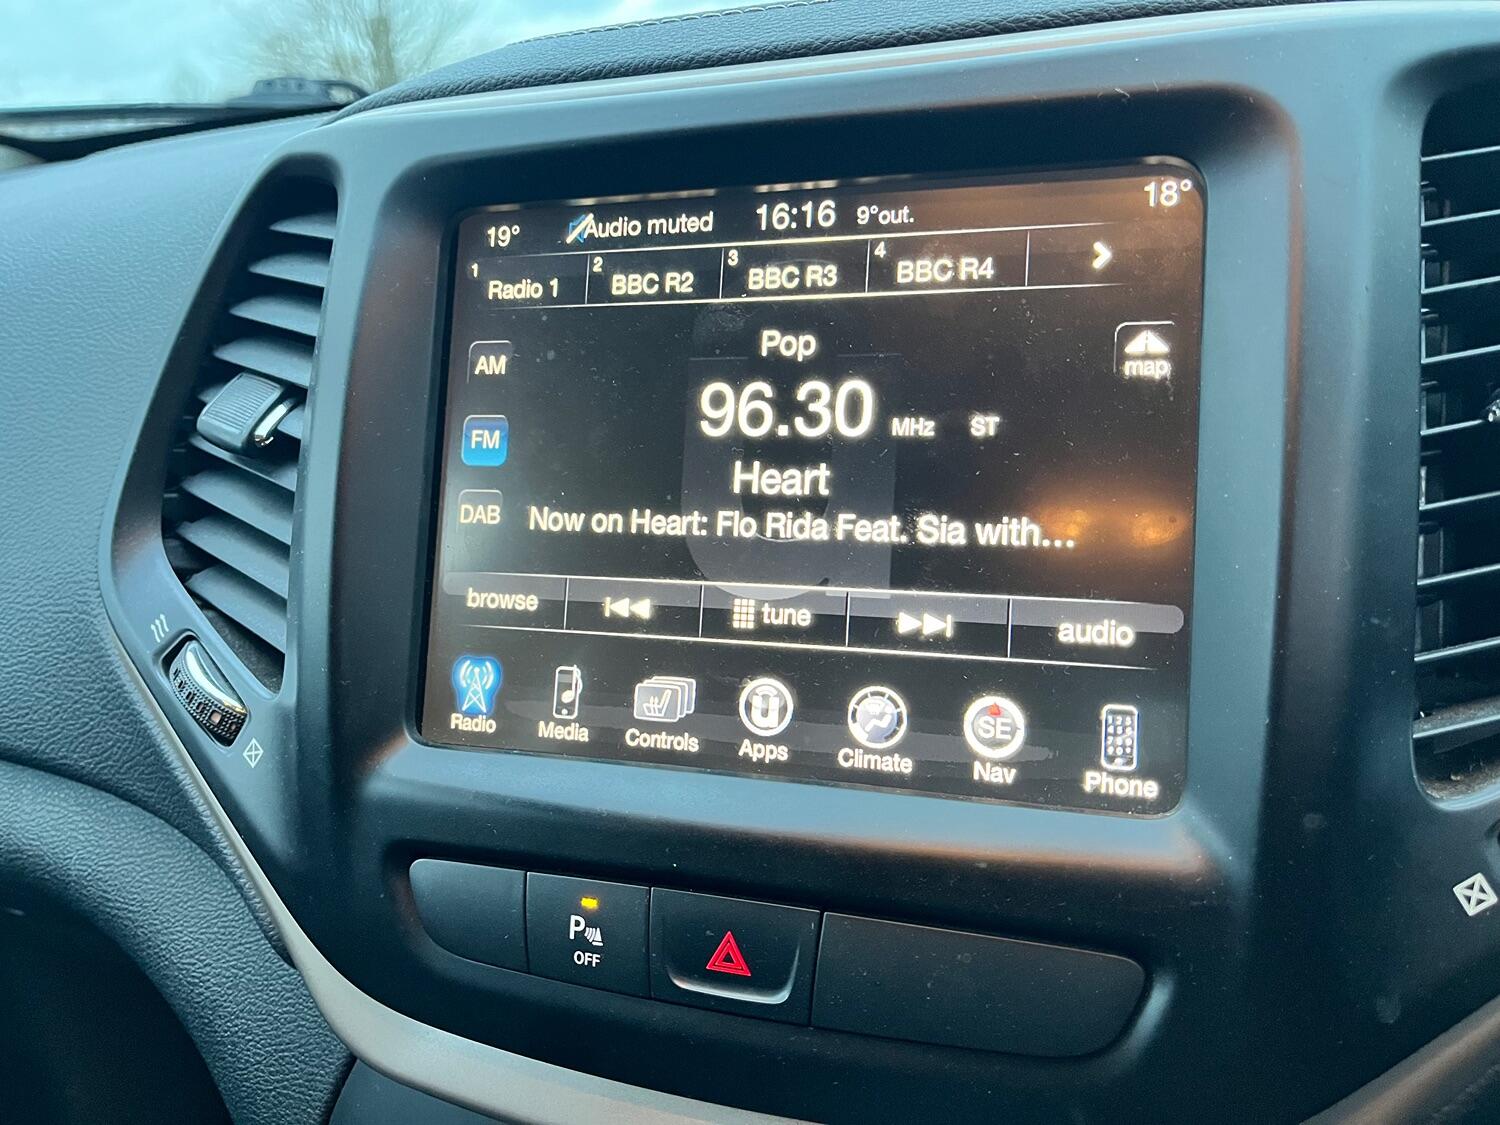 19° Audio muted 16:16 9°out. 18°
1 Radio 1 2 BBC R2 3 BBC R3 4 BBC R4
Pop
AM
map
96.30 MHz ST
FM
Heart
DAB
Now on Heart: Flo Rida Feat. Sia with...
browse tune audio
Radio Media Controls Apps Climate SE Nav Phone
P
OFF